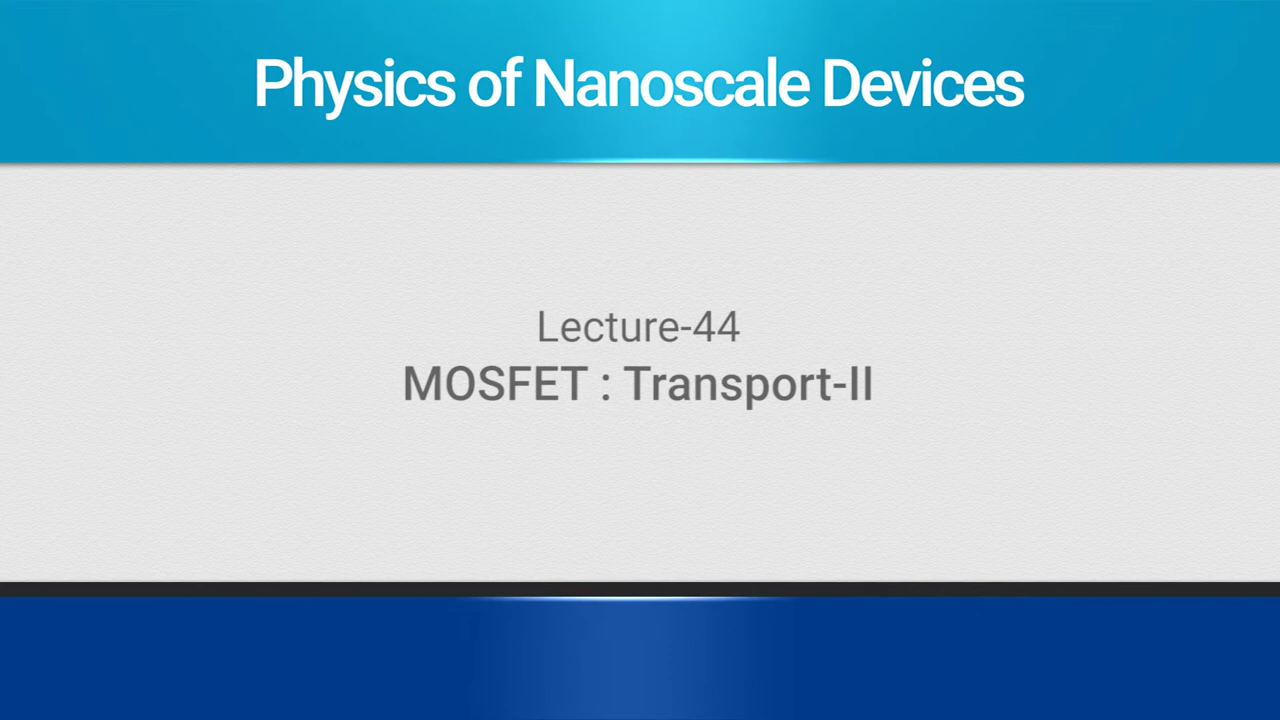 Physics of Nanoscale Devices
Lecture-44
MOSFET : Transport-II